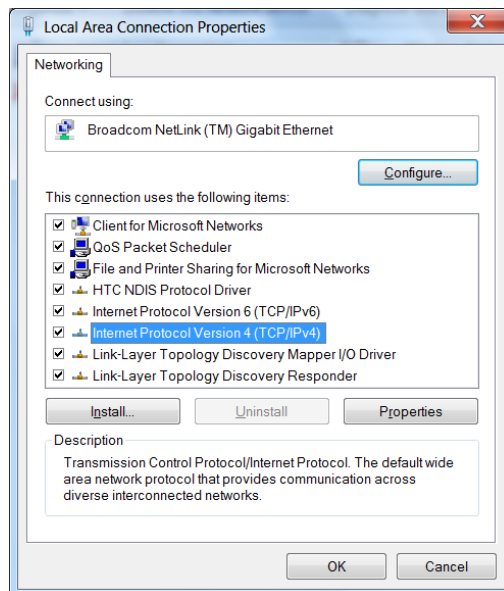 Local Area Connection Properties
X
Networking
Connect using:
Broadcom NetLink (TM) Gigabit Ethernet
Configure...
This connection uses the following items:
Client for Microsoft Networks
QoS Packet Scheduler
File and Printer Sharing for Microsoft Networks
HTC NDIS Protocol Driver
Internet Protocol Version 6 (TCP/IPv6)
Internet Protocol Version 4 (TCP/IPv4)
Link-Layer Topology Discovery Mapper I/O Driver
Link-Layer Topology Discovery Responder
Install... Uninstall Properties
Description
Transmission Control Protocol/Internet Protocol. The default wide
area network protocol that provides communication across
diverse interconnected networks.
OK Cancel